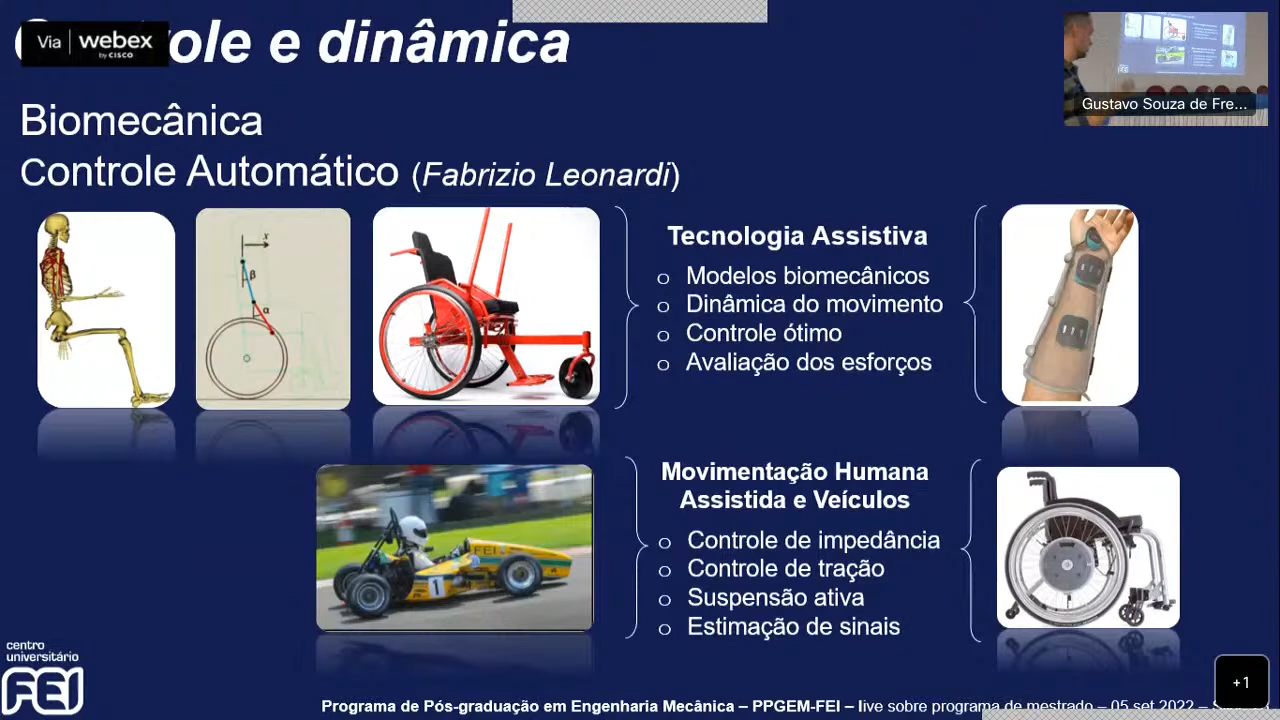 Via webex
by CISCO
ole e dinâmica
Gustavo Souza de Fre...
Biomecânica
Controle Automático (Fabrizio Leonardi)
x
β
α
Tecnologia Assistiva
o Modelos biomecânicos
o Dinâmica do movimento
o Controle ótimo
o Avaliação dos esforços
Movimentação Humana
Assistida e Veículos
o Controle de impedância
o Controle de tração
o Suspensão ativa
o Estimação de sinais
FEI
1
centro
universitário
FEI
+1
Programa de Pós-graduação em Engenharia Mecânica – PPGEM-FEI – live sobre programa de mestrado – 05 set 2022 –